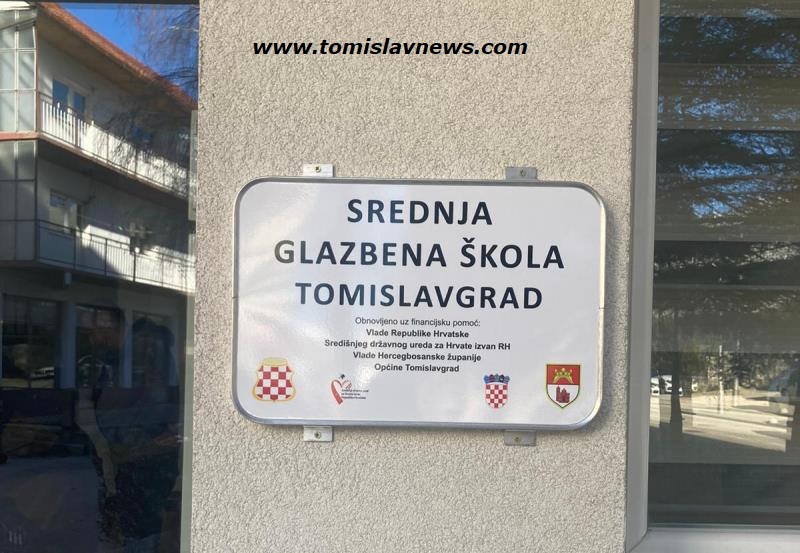 www.tomislavnews.com
SREDNJA
GLAZBENA ŠKOLA
TOMISLAVGRAD
Obnovljeno uz financijsku pomoć:
Vlade Republike Hrvatske
Središnjeg državnog ureda za Hrvate izvan RH
Vlade Hercegbosanske županije
Općine Tomislavgrad